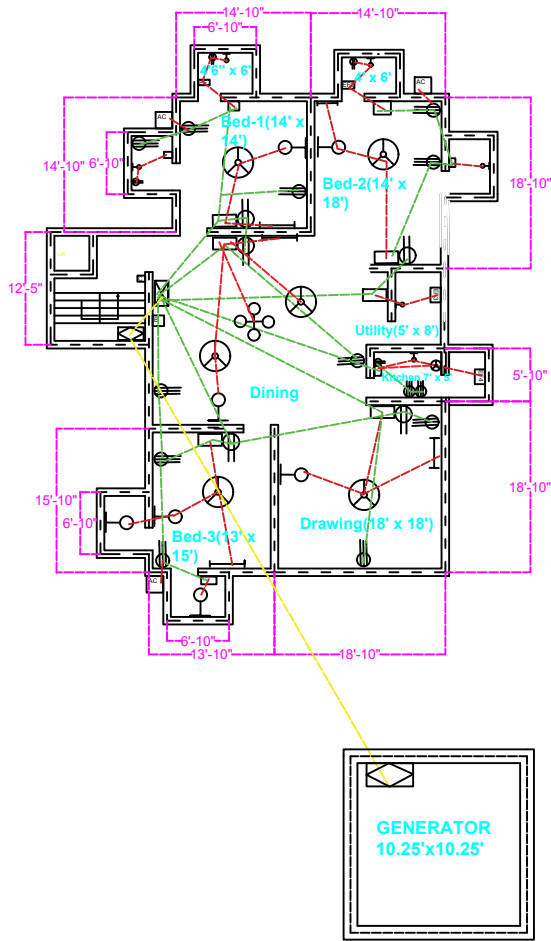 14'-10"
14'-10"
6'-10"
4'6" x 6'
4' x 6'
AC
AC
Bed-1(14' x
14')
14'-10"
6'-10"
Bed-2(14' x
18')
18'-10"
12'-5"
Utility(5' x 8')
Kitchen 7' x 5'
5'-10"
Dining
15'-10"
6'-10"
Bed-3(13' x
15')
Drawing(18' x 18')
18'-10"
AC
6'-10"
13'-10"
18'-10"
GENERATOR
10.25'x10.25'